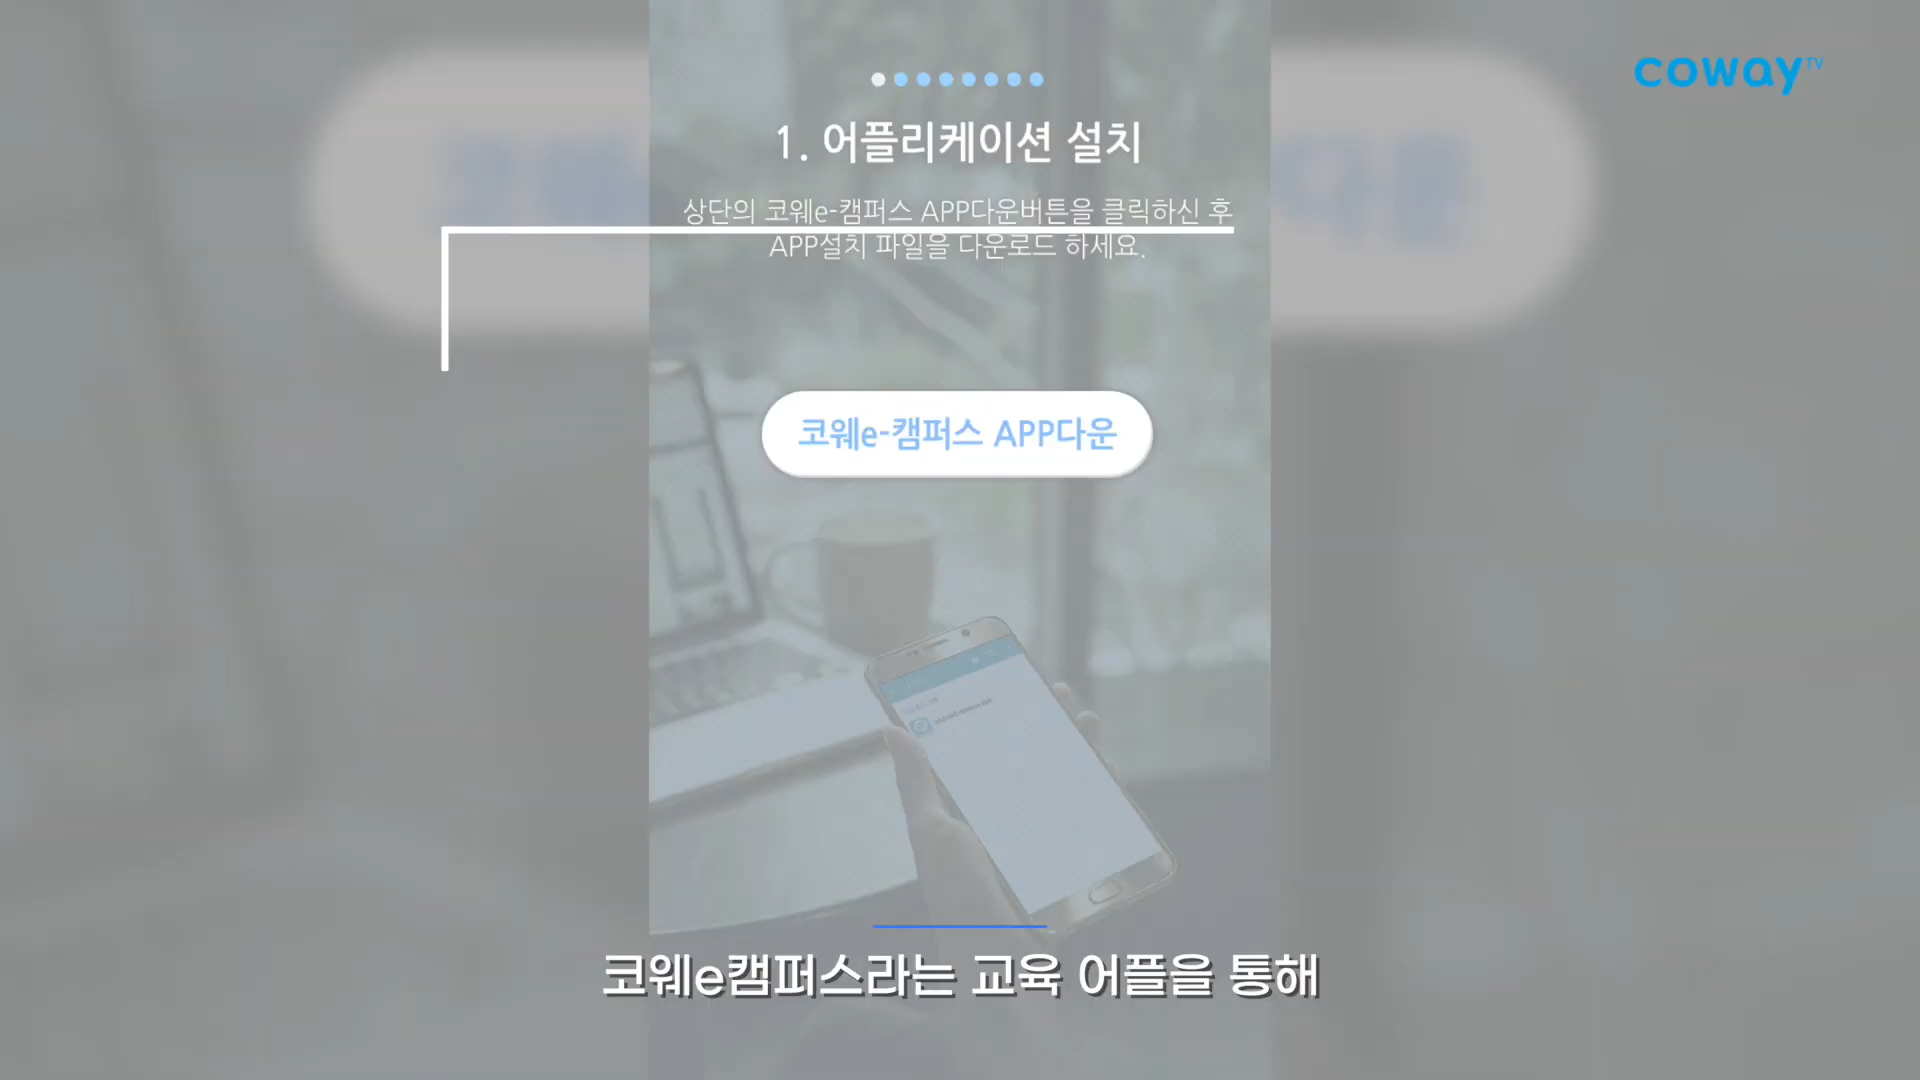 coway TV
1. 어플리케이션 설치
상단의 코웨e-캠퍼스 APP다운버튼을 클릭하신 후
APP설치 파일을 다운로드 하세요.
코웨e-캠퍼스 APP다운
코웨e캠퍼스라는 교육 어플을 통해